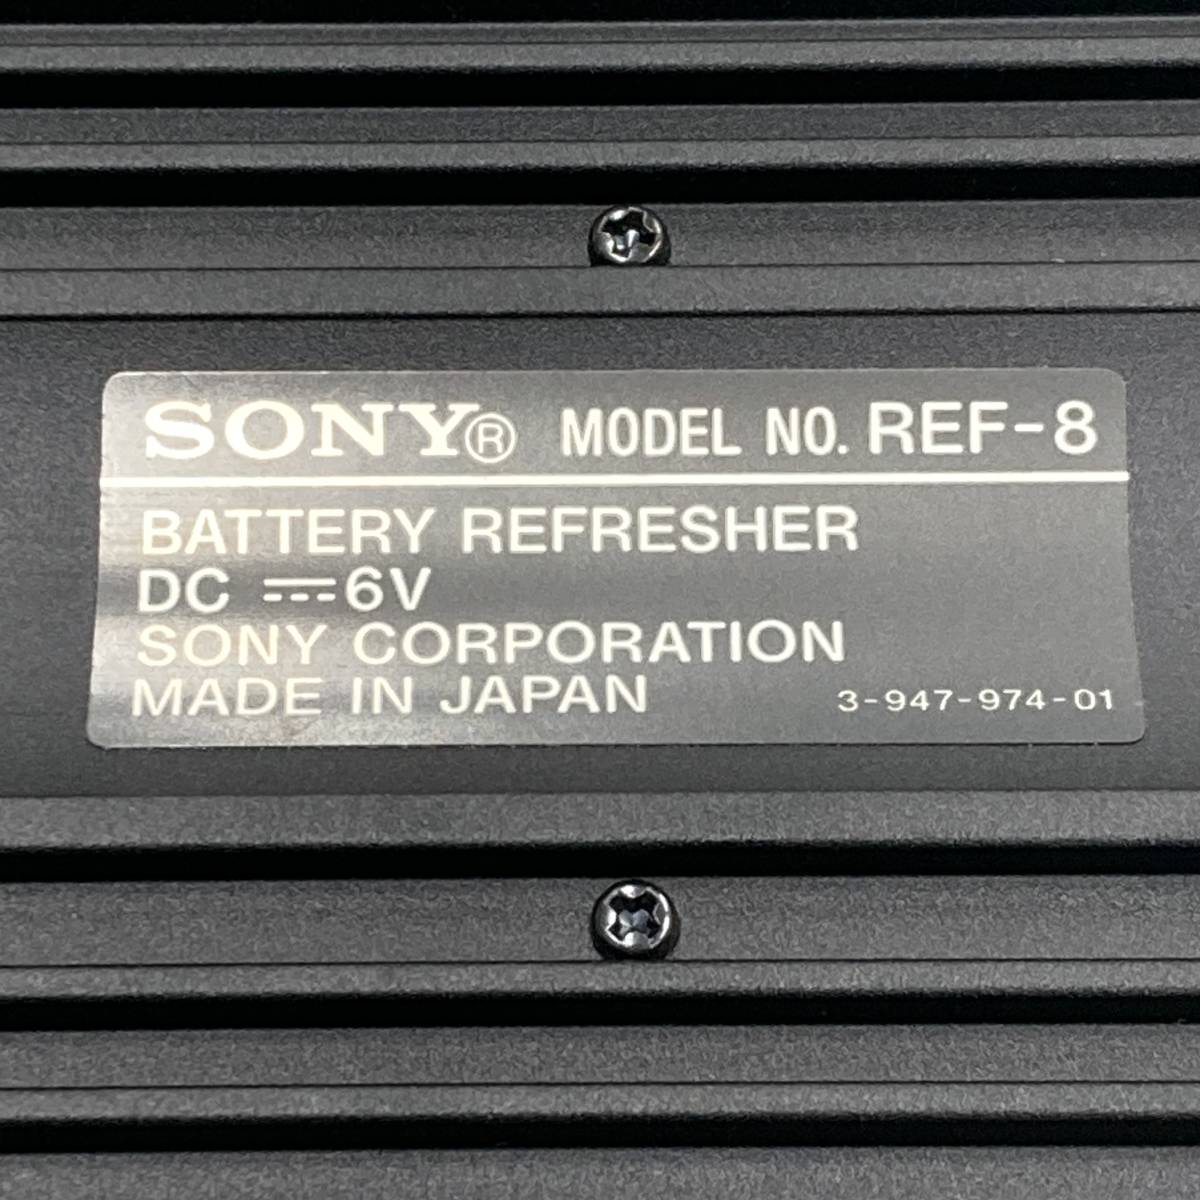 SONY® MODEL NO. REF-8
BATTERY REFRESHER
DC ⎓6V
SONY CORPORATION
MADE IN JAPAN 3-947-974-01